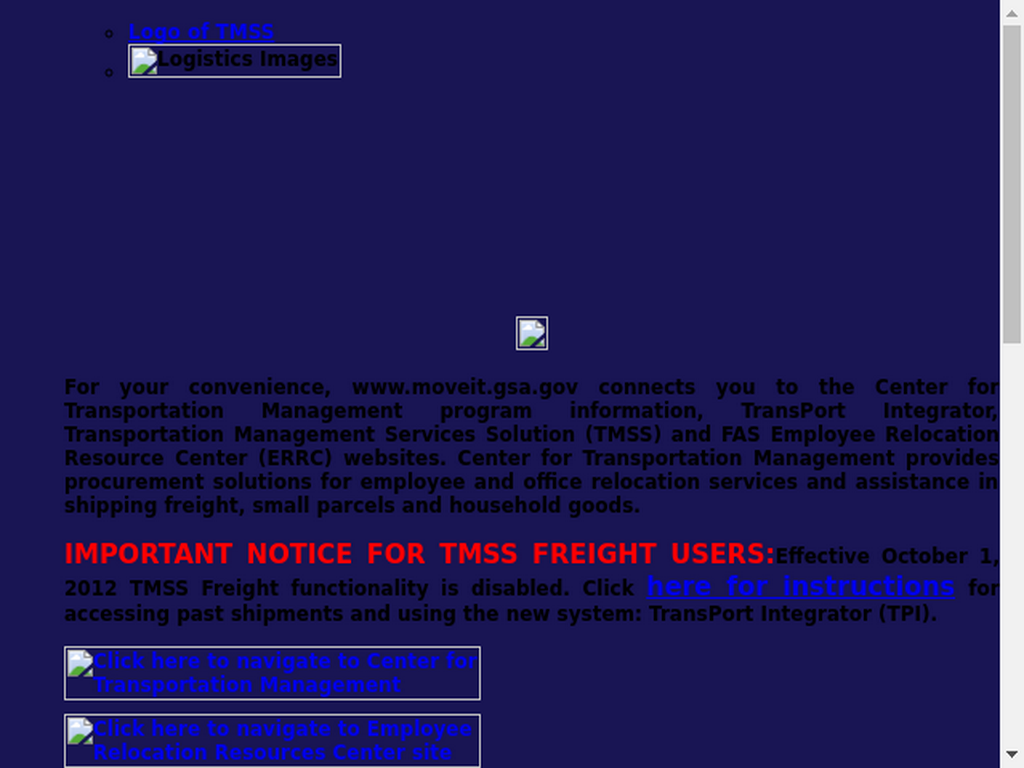 Logo of TMSS
Logistics Images
For your convenience, www.moveit.gsa.gov connects you to the Center for
Transportation Management program information, TransPort Integrator,
Transportation Management Services Solution (TMSS) and FAS Employee Relocation
Resource Center (ERRC) websites. Center for Transportation Management provides
procurement solutions for employee and office relocation services and assistance in
shipping freight, small parcels and household goods.
IMPORTANT NOTICE FOR TMSS FREIGHT USERS:Effective October 1,
2012 TMSS Freight functionality is disabled. Click here for instructions for
accessing past shipments and using the new system: TransPort Integrator (TPI).
Click here to navigate to Center for
Transportation Management
Click here to navigate to Employee
Relocation Resources Center site